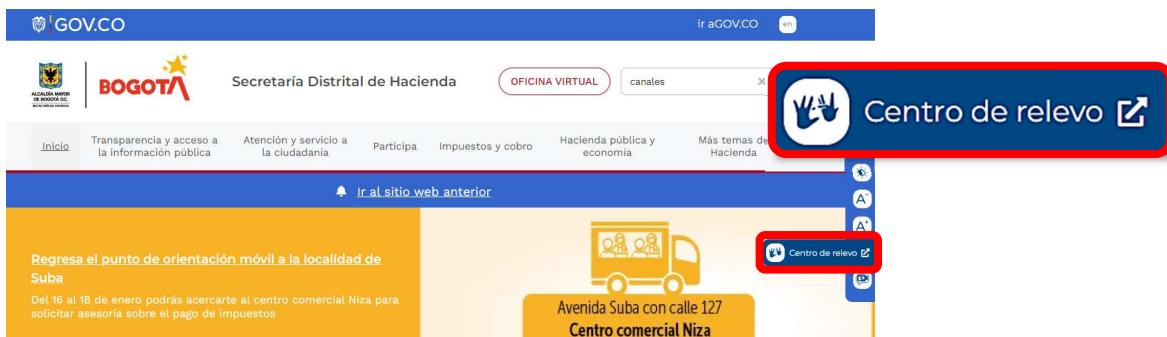 GOV.CO
ir aGOV.CO
en
ALCALDÍA MAYOR
DE BOGOTÁ D.C.
BOGOTÁ
Secretaría Distrital de Hacienda
OFICINA VIRTUAL
canales
Centro de relevo
Inicio
Transparencia y acceso a
la información pública
Atención y servicio a
la ciudadanía
Participa
Impuestos y cobro
Hacienda pública y
economía
Más temas de
Hacienda
Ir al sitio web anterior
A-
A+
Centro de relevo
Regresa el punto de orientación móvil a la localidad de
Suba
Del 16 al 18 de enero podrás acercarte al centro comercial Niza para
solicitar asesoría sobre el pago de impuestos
Avenida Suba con calle 127
Centro comercial Niza